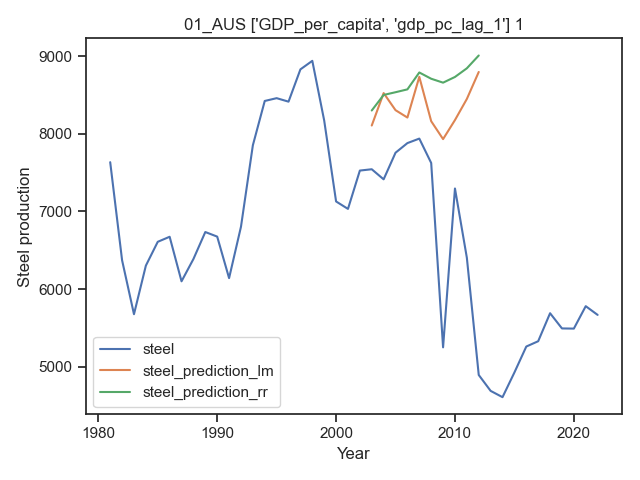 01_AUS ['GDP_per_capita', 'gdp_pc_lag_1'] 1
9000
8000
7000
6000
5000
Steel production
steel
steel_prediction_lm
steel_prediction_rr
1980
1990
2000
2010
2020
Year